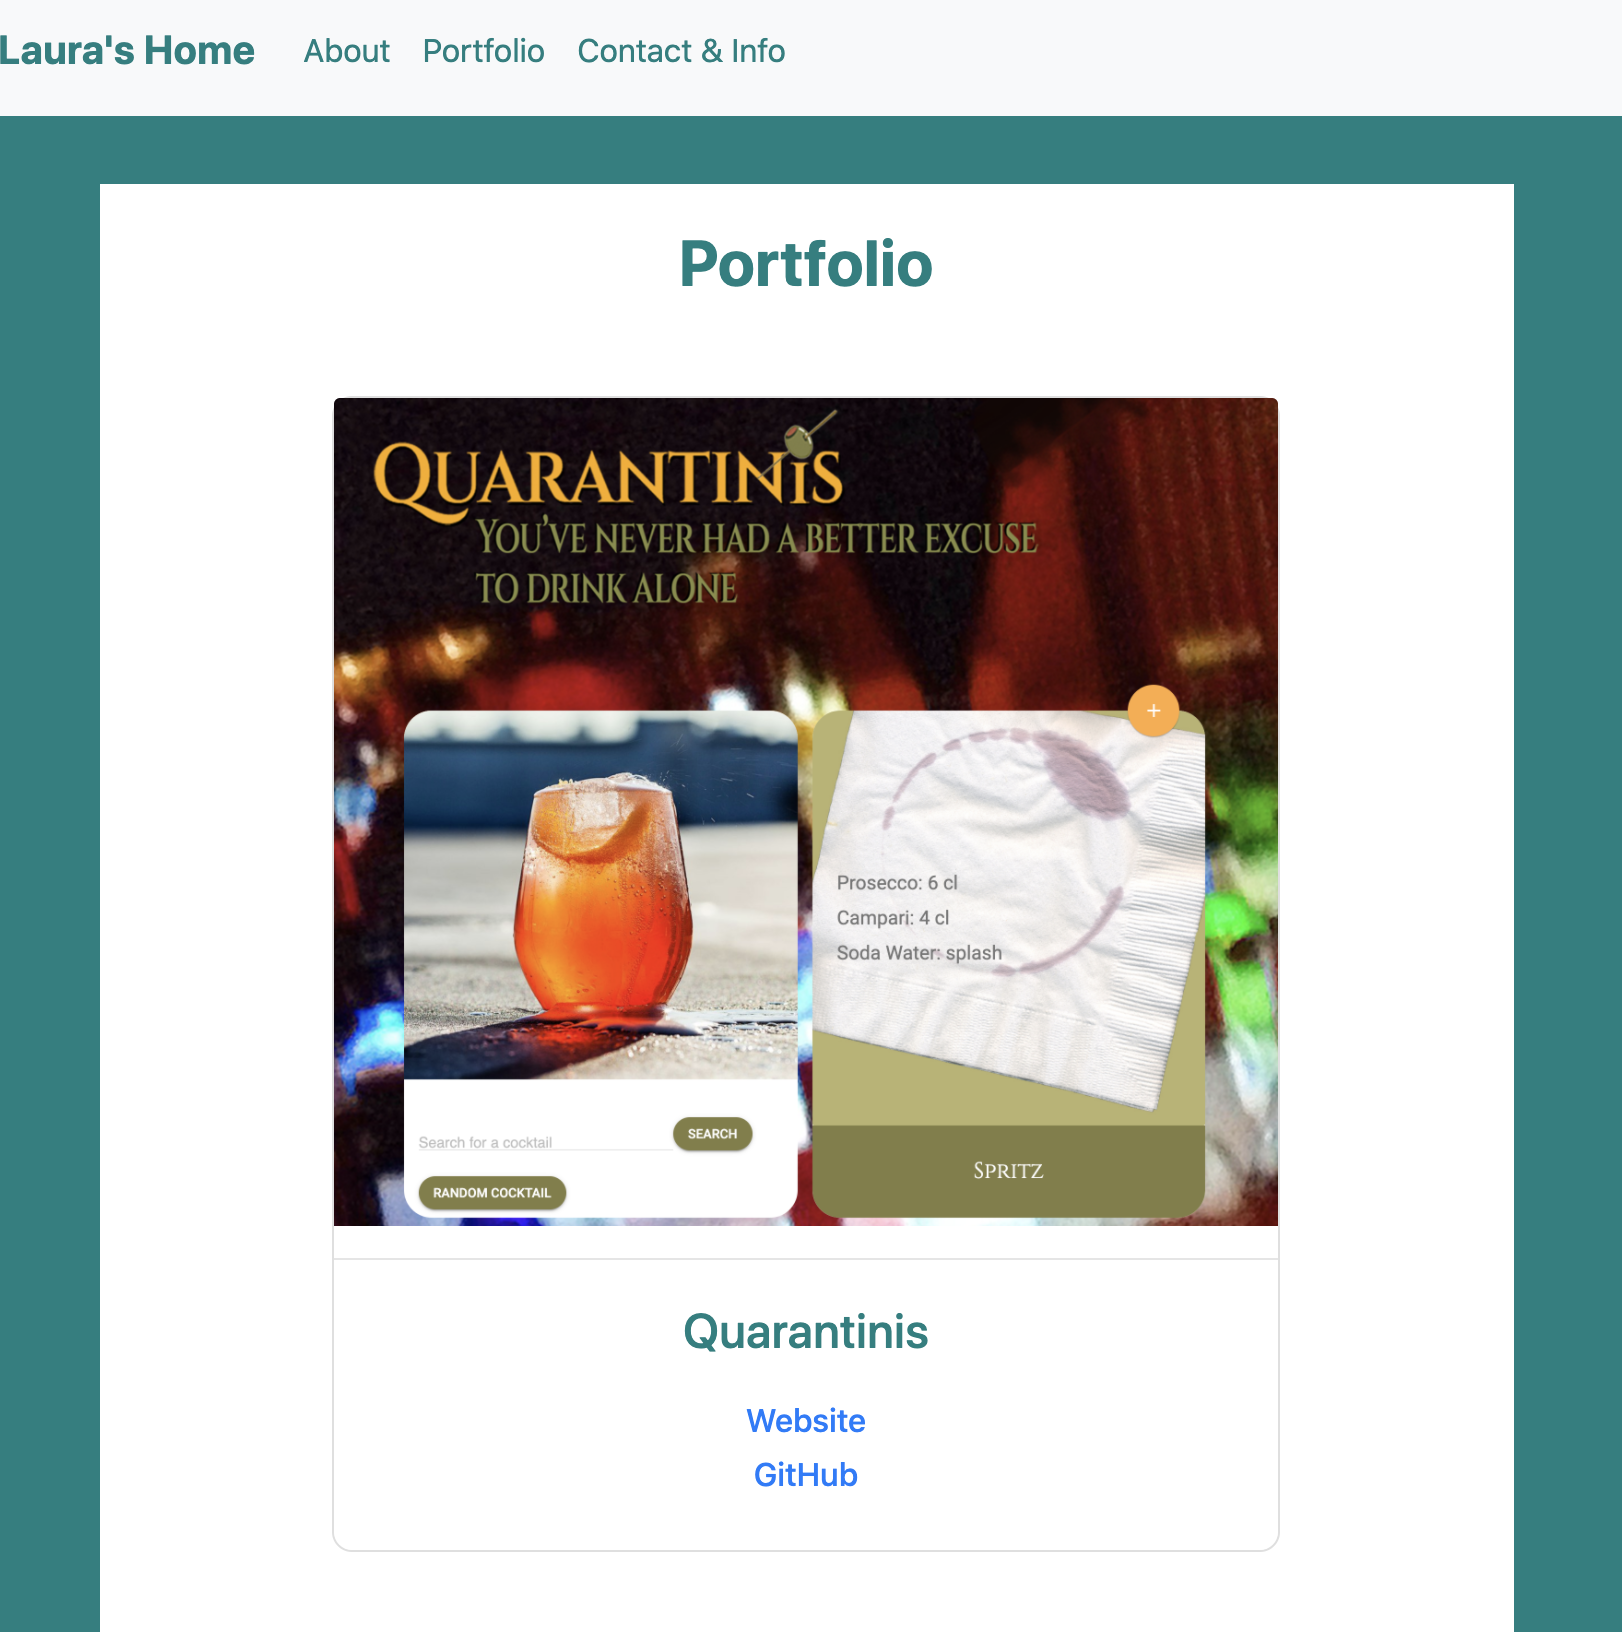 Laura's Home About Portfolio Contact & Info
Portfolio
QUARANTINiS
YOU'VE NEVER HAD A BETTER EXCUSE
TO DRINK ALONE
+
Prosecco: 6 cl
Campari: 4 cl
Soda Water: splash
Search for a cocktail
SEARCH
RANDOM COCKTAIL
SPRITZ
Quarantinis
Website
GitHub